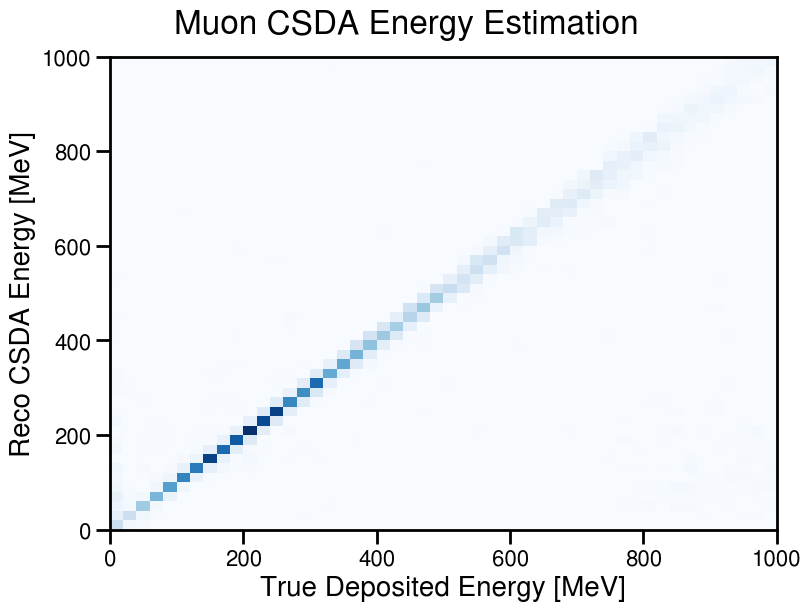 Muon CSDA Energy Estimation
1000
800
600
400
200
0
Reco CSDA Energy [MeV]
0 200 400 600 800 1000
True Deposited Energy [MeV]